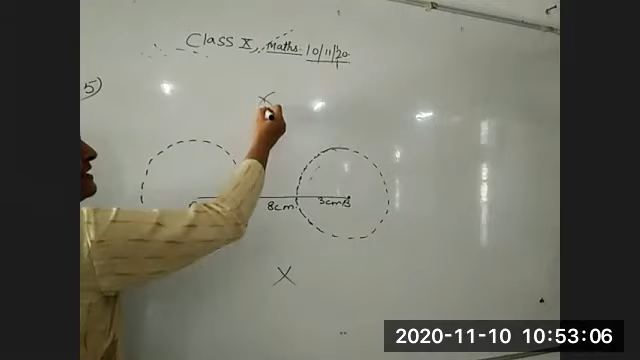 Class X Maths 10/11/20
5)
X
8cm 3cm B
X
2020-11-10 10:53:06